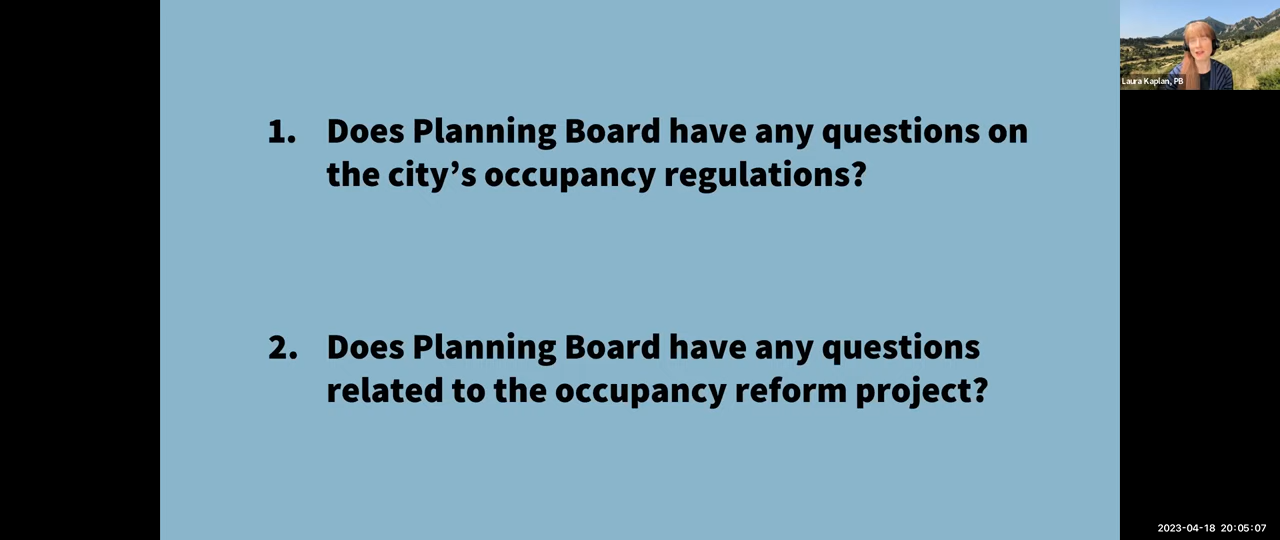 Laura Kaplan, PB
1. Does Planning Board have any questions on
the city’s occupancy regulations?
2. Does Planning Board have any questions
related to the occupancy reform project?
2023-04-18 20:05:07